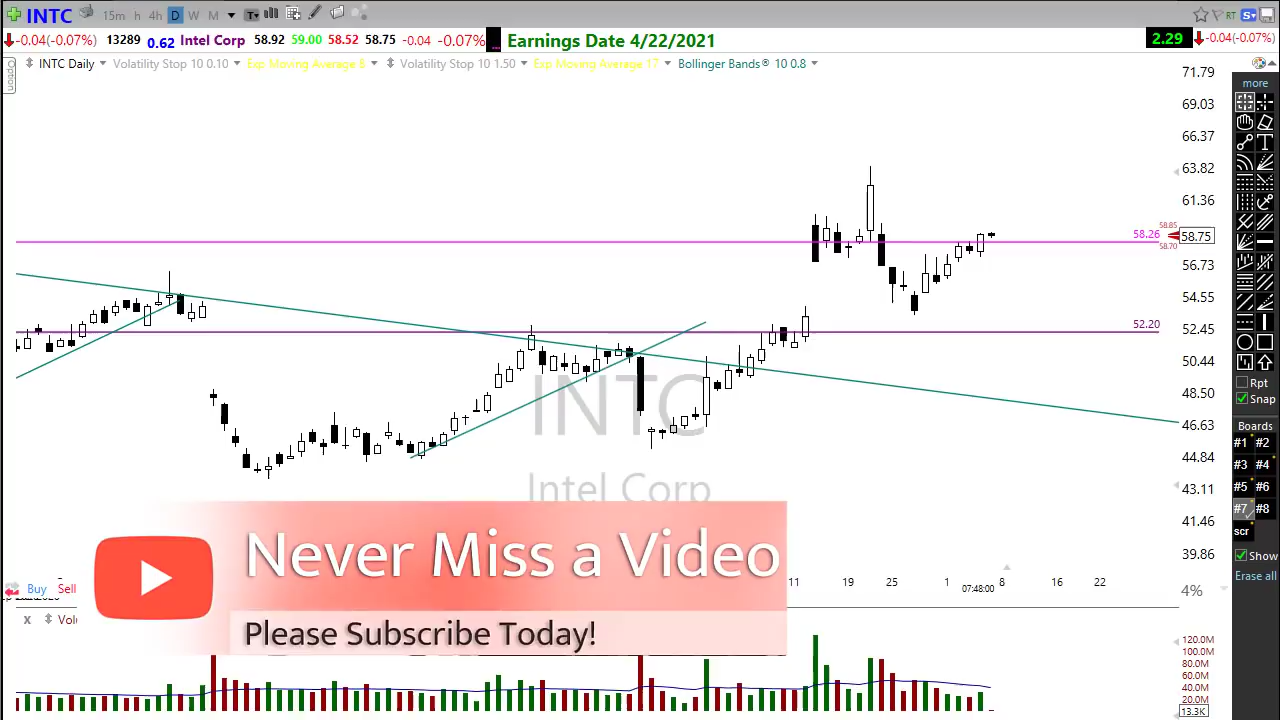 INTC 15m h 4h D W M T RT S
-0.04(-0.07%) 13289 0.62 Intel Corp 58.92 59.00 58.52 58.75 -0.04 -0.07% Earnings Date 4/22/2021 2.29 -0.04(-0.07%)
INTC Daily Volatility Stop 10 0.10 Exp Moving Average 8 Volatility Stop 10 1.50 Exp Moving Average 17 Bollinger Bands® 10 0.8
Option
71.79
69.03
66.37
63.82
61.36
58.26 58.85 58.75 58.70
56.73
54.55
52.20
52.45
50.44
48.50
46.63
44.84
43.11
41.46
39.86
INTC
Intel Corp
more
T
Rpt
Snap
Boards
#1 #2
#3 #4
#5 #6
#7 #8
scr
Show
Erase all
Never Miss a Video
Please Subscribe Today!
Buy Sell
11 19 25 1 8 16 22
07:48:00
4%
x Vol
120.0M
100.0M
80.0M
60.0M
40.0M
20.0M
13.3K